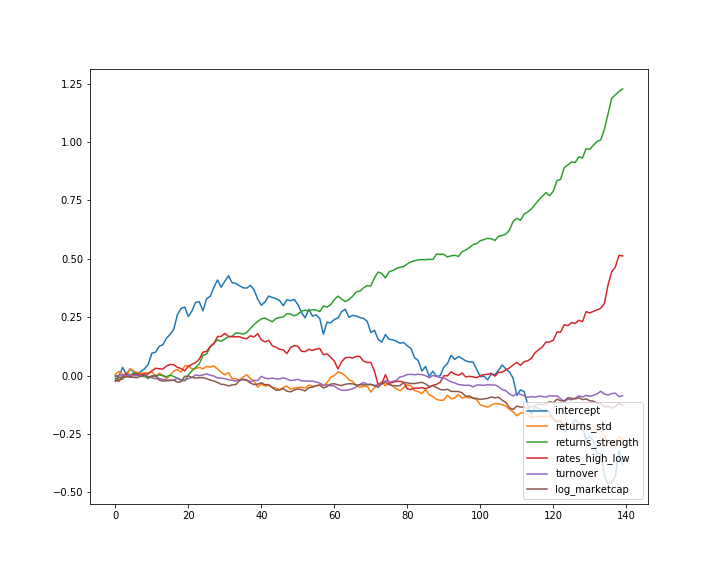 1.25
1.00
0.75
0.50
0.25
0.00
−0.25
−0.50
0 20 40 60 80 100 120 140
intercept
returns_std
returns_strength
rates_high_low
turnover
log_marketcap